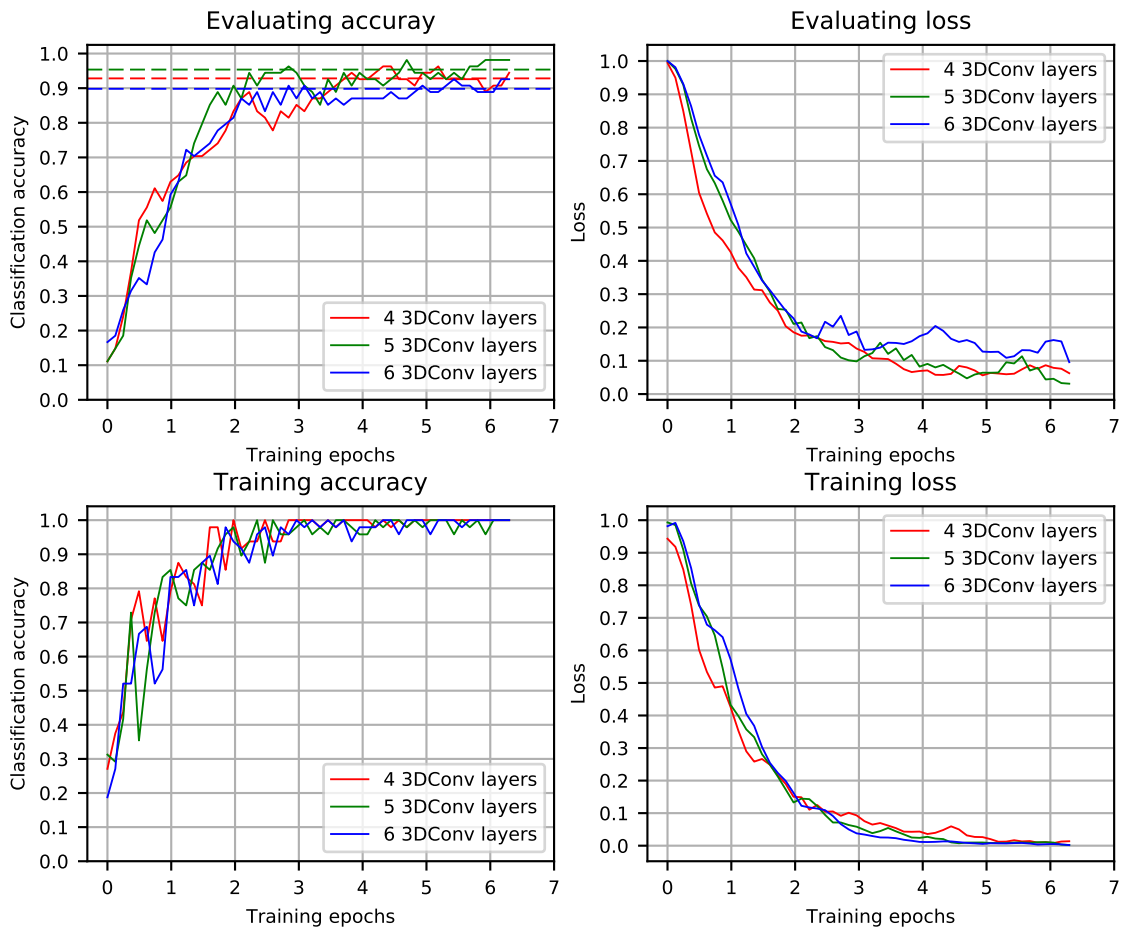 Evaluating accuray
Classification accuracy
1.0
0.9
0.8
0.7
0.6
0.5
0.4
0.3
0.2
0.1
0.0
4 3DConv layers
5 3DConv layers
6 3DConv layers
0 1 2 3 4 5 6 7
Training epochs
Evaluating loss
Loss
1.0
0.9
0.8
0.7
0.6
0.5
0.4
0.3
0.2
0.1
0.0
4 3DConv layers
5 3DConv layers
6 3DConv layers
0 1 2 3 4 5 6 7
Training epochs
Training accuracy
Classification accuracy
1.0
0.9
0.8
0.7
0.6
0.5
0.4
0.3
0.2
0.1
0.0
4 3DConv layers
5 3DConv layers
6 3DConv layers
0 1 2 3 4 5 6 7
Training epochs
Training loss
Loss
1.0
0.9
0.8
0.7
0.6
0.5
0.4
0.3
0.2
0.1
0.0
4 3DConv layers
5 3DConv layers
6 3DConv layers
0 1 2 3 4 5 6 7
Training epochs